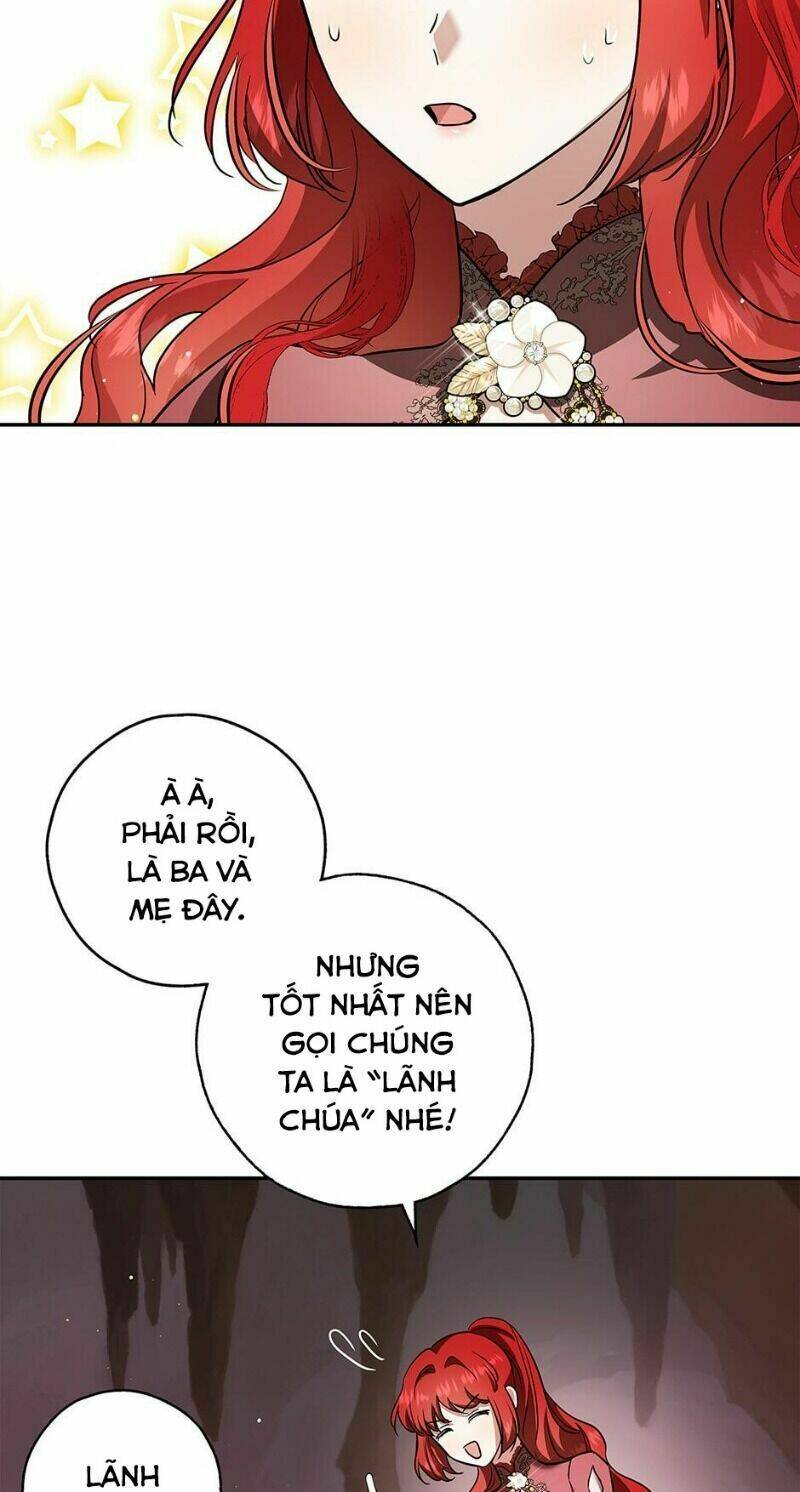 À À,
PHẢI RỒI,
LÀ BA VÀ
MẸ ĐÂY.
NHƯNG
TỐT NHẤT NÊN
GỌI CHÚNG
TA LÀ “LÃNH
CHÚA” NHÉ!
LÃNH